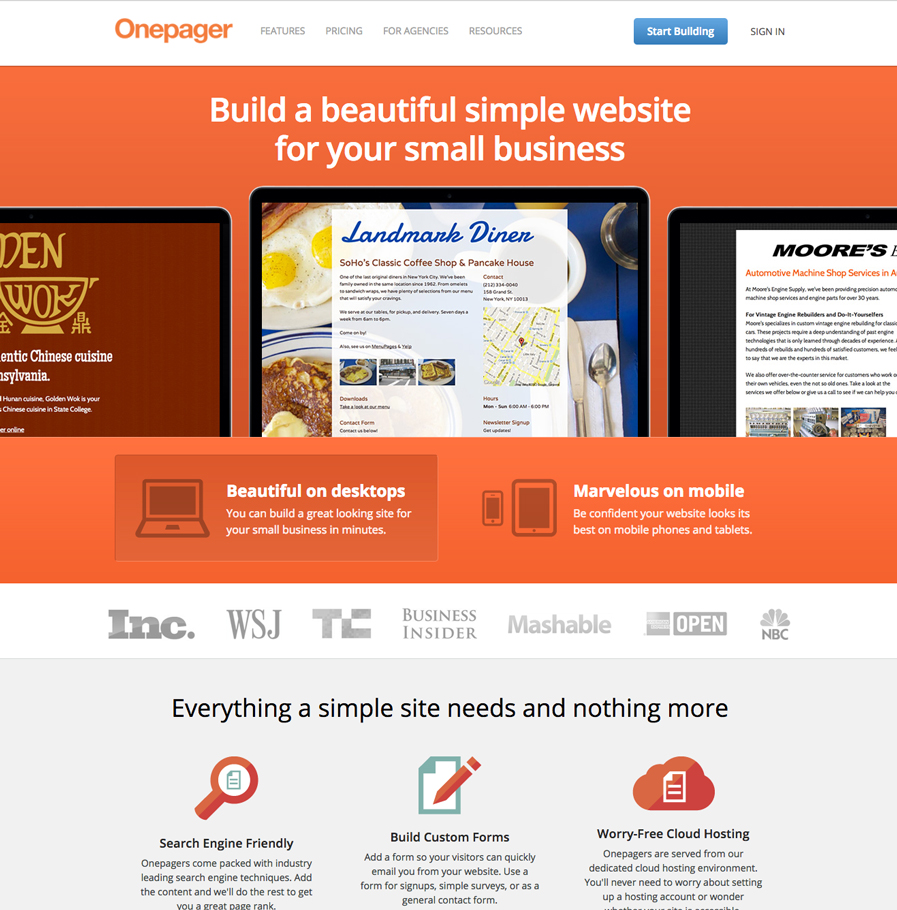 Onepager
FEATURES
PRICING
FOR AGENCIES
RESOURCES
Start Building
SIGN IN
Build a beautiful simple website
for your small business
MEN
WOK
金 鼎
entic Chinese cuisine
nsylvania.
Hunan cuisine, Golden Wok is your
s Chinese cuisine in State College.
er online
Landmark Diner
SoHo's Classic Coffee Shop & Pancake House
One of the last original diners in New York City. We've been
family owned in the same location since 1962. From omelets
to sandwich wraps, we have plenty of selections from our menu
that will satisfy your cravings.
We serve at our tables, for pickup, and delivery. Seven days a
week from 6am to 6pm.
Come on by!
Also, see us on MenuPages & Yelp
Downloads
Take a look at our menu
Contact Form
Contact us below!
Contact
(212) 334-0040
158 Grand St.
New York, NY 10013
Hours
Mon - Sun 6:00 AM - 6:00 PM
Newsletter Signup
Get updates!
MOORE'S E
Automotive Machine Shop Services in A
At Moore's Engine Supply, we've been providing precision autom
machine shop services and engine parts for over 30 years.
For Vintage Engine Rebuilders and Do-It-Yourselfers
Moore's specializes in custom vintage engine rebuilding for classic
cars. These projects require a deep understanding of past engine
technologies that is only learned through decades of experience. A
hundreds of rebuilds and hundreds of satisfied customers, we feel
to say that we are the experts in this market.
We also offer over-the-counter service for customers who work o
their own vehicles, even the not so old ones. Take a look at the
services we offer below or give us a call to see if we can help you o
Beautiful on desktops
You can build a great looking site for
your small business in minutes.
Marvelous on mobile
Be confident your website looks its
best on mobile phones and tablets.
Inc.
WSJ
TC
BUSINESS
INSIDER
Mashable
OPEN
NBC
Everything a simple site needs and nothing more
Search Engine Friendly
Onepagers come packed with industry
leading search engine techniques. Add
the content and we'll do the rest to get
you a great page rank.
Build Custom Forms
Add a form so your visitors can quickly
email you from your website. Use a
form for signups, simple surveys, or as a
general contact form.
Worry-Free Cloud Hosting
Onepagers are served from our
dedicated cloud hosting environment.
You'll never need to worry about setting
up a hosting account or wonder
whether your site is accessible